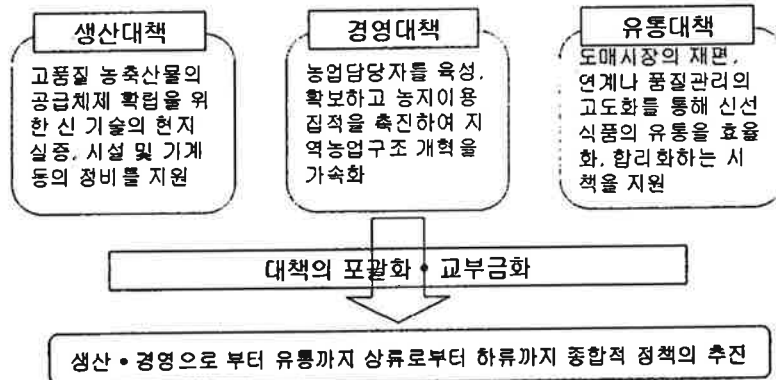 생산대책
고품질 농축산물의
공급체제 확립을 위
한 신 기술의 현지
실증, 시설 및 기계
등의 정비를 지원
경영대책
농업담당자를 육성,
확보하고 농지이용
집적을 촉진하여 지
역농업구조 개혁을
가속화
유통대책
도매시장의 재편,
연계나 품질관리의
고도화를 통해 신선
식품의 유통을 효율
화, 합리화하는 시
책을 지원
대책의 포괄화 • 교부금화
생산 • 경영으로 부터 유통까지 상류로부터 하류까지 종합적 정책의 추진